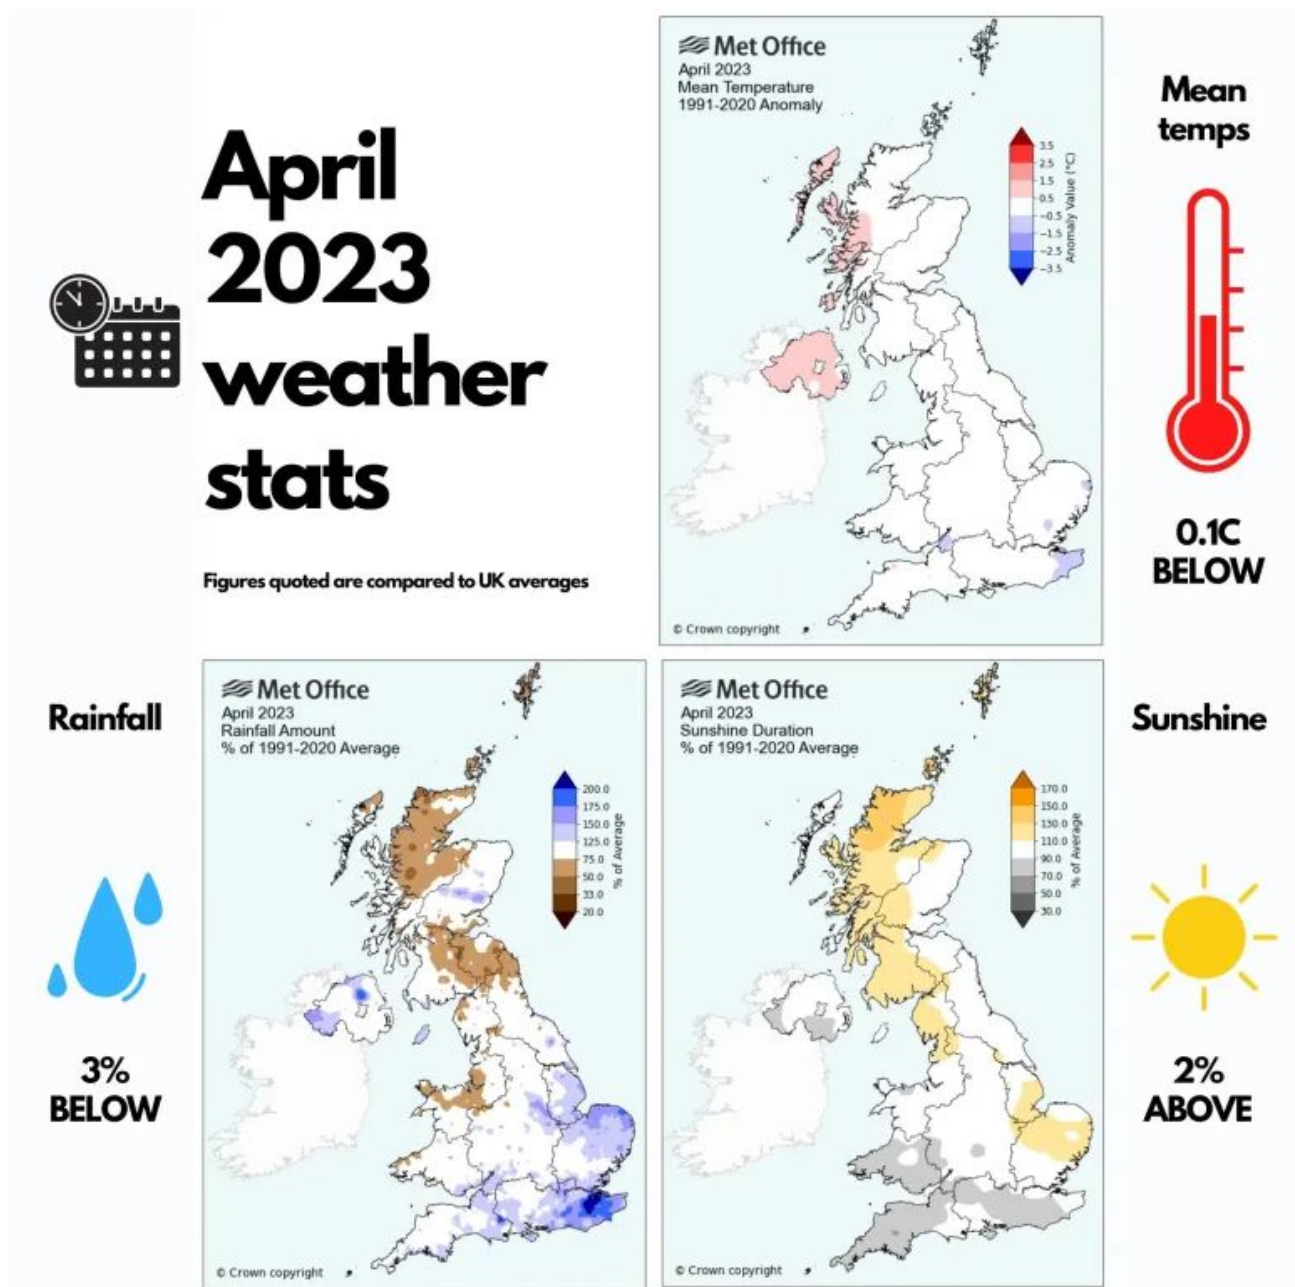 April
2023
weather
stats
Figures quoted are compared to UK averages
Met Office
April 2023
Mean Temperature
1991-2020 Anomaly
3.5
2.5
1.5
0.5
−0.5
−1.5
−2.5
−3.5
Anomaly Value (°C)
© Crown copyright
Mean
temps
0.1C
BELOW
Rainfall
3%
BELOW
Met Office
April 2023
Rainfall Amount
% of 1991-2020 Average
200.0
175.0
150.0
125.0
75.0
50.0
33.0
20.0
% of Average
© Crown copyright
Met Office
April 2023
Sunshine Duration
% of 1991-2020 Average
170.0
150.0
130.0
110.0
90.0
70.0
50.0
30.0
% of Average
© Crown copyright
Sunshine
2%
ABOVE